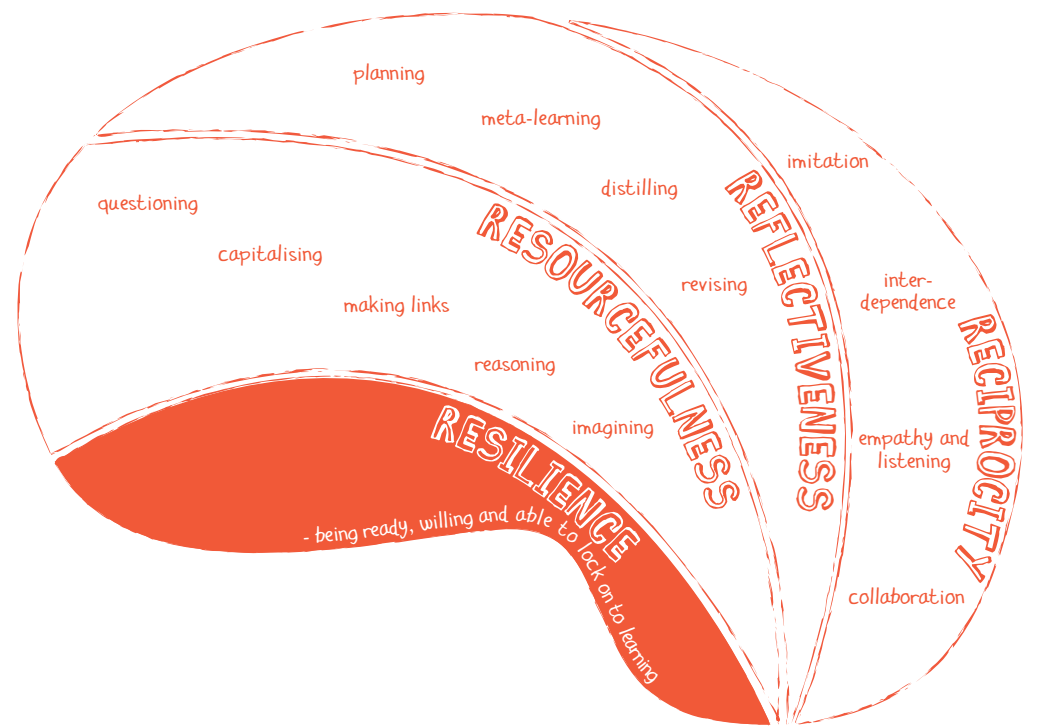 planning
meta-learning
distilling
revising
REFLECTIVENESS
imitation
inter-
dependence
empathy and
listening
collaboration
RECIPROCITY
questioning
capitalising
making links
reasoning
imagining
RESOURCEFULNESS
RESILIENCE
- being ready, willing and able to lock on to learning